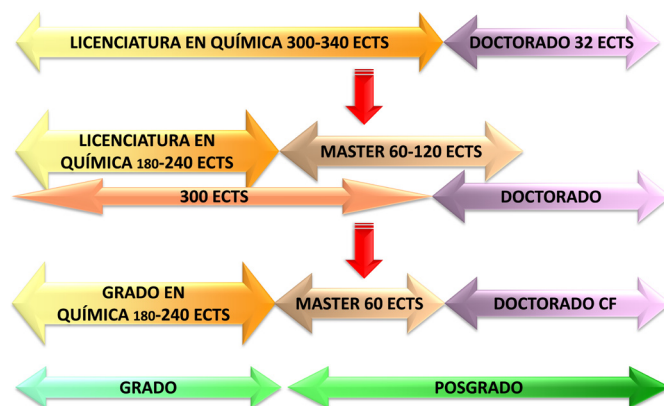 LICENCIATURA EN QUÍMICA 300-340 ECTS
DOCTORADO 32 ECTS
LICENCIATURA EN
QUÍMICA 180-240 ECTS
MASTER 60-120 ECTS
300 ECTS
DOCTORADO
GRADO EN
QUÍMICA 180-240 ECTS
MASTER 60 ECTS
DOCTORADO CF
GRADO
POSGRADO